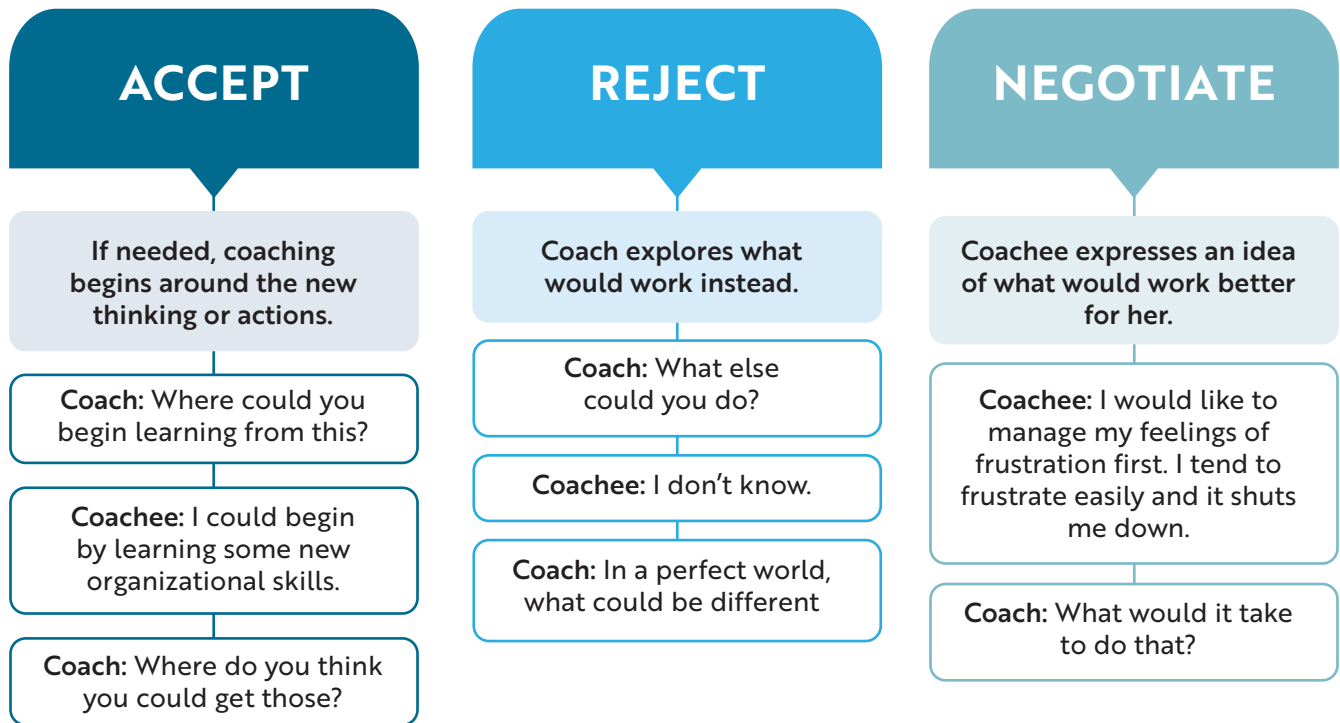 ACCEPT
If needed, coaching
begins around the new
thinking or actions.
Coach: Where could you
begin learning from this?
Coachee: I could begin
by learning some new
organizational skills.
Coach: Where do you think
you could get those?
REJECT
Coach explores what
would work instead.
Coach: What else
could you do?
Coachee: I don’t know.
Coach: In a perfect world,
what could be different
NEGOTIATE
Coachee expresses an idea
of what would work better
for her.
Coachee: I would like to
manage my feelings of
frustration first. I tend to
frustrate easily and it shuts
me down.
Coach: What would it take
to do that?